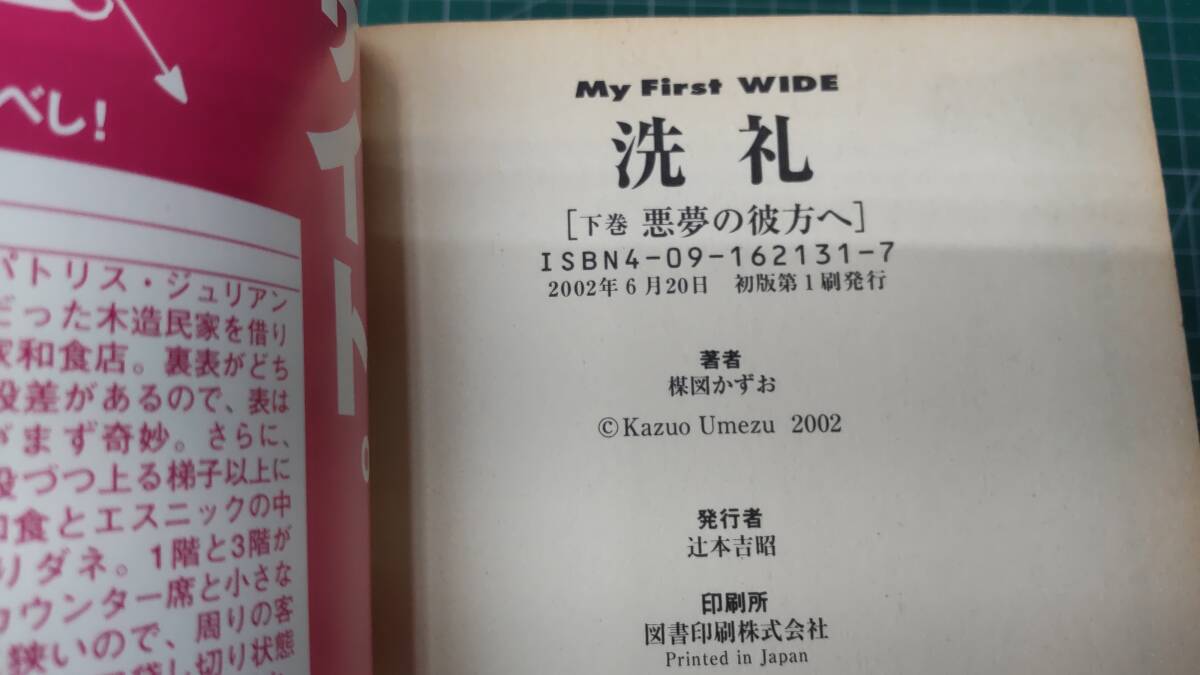 べし！
イト。
パトリス・ジュリアン
だった木造民家を借り
家和食店。裏表がどち
段差があるので、表は
がまず奇妙。さらに、
段づつ上る梯子以上に
和食とエスニックの中
りダネ。1階と3階が
カウンター席と小さな
狭いので、周りの客
貸し切り状態
My First WIDE
洗礼
［下巻 悪夢の彼方へ］
ISBN4-09-162131-7
2002年6月20日 初版第1刷発行
著者
楳図かずお
©Kazuo Umezu 2002
発行者
辻本吉昭
印刷所
図書印刷株式会社
Printed in Japan